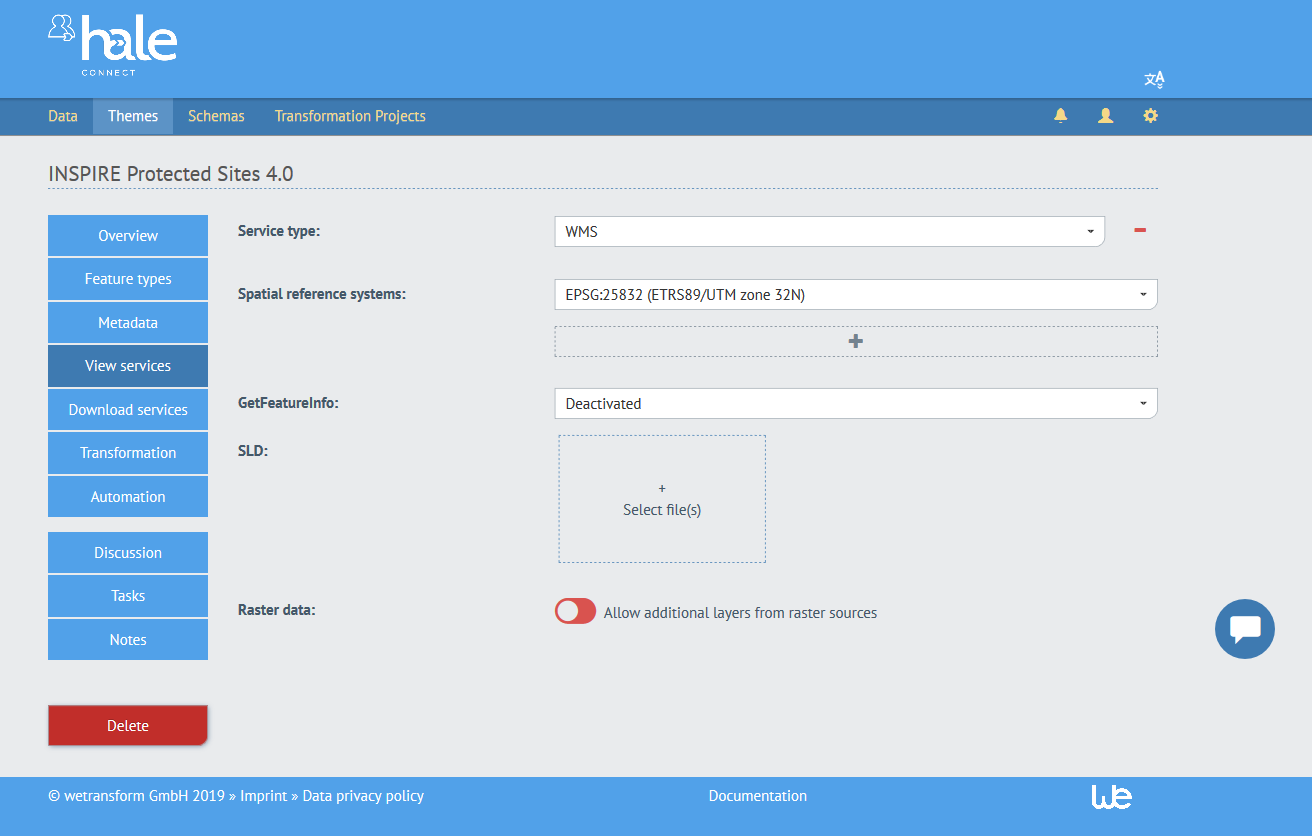 hale
CONNECT
文A
Data Themes Schemas Transformation Projects
INSPIRE Protected Sites 4.0
Overview
Feature types
Metadata
View services
Download services
Transformation
Automation
Discussion
Tasks
Notes
Delete
Service type: WMS
Spatial reference systems: EPSG:25832 (ETRS89/UTM zone 32N)
+
GetFeatureInfo: Deactivated
SLD:
+
Select file(s)
Raster data: Allow additional layers from raster sources
© wetransform GmbH 2019 » Imprint » Data privacy policy Documentation we